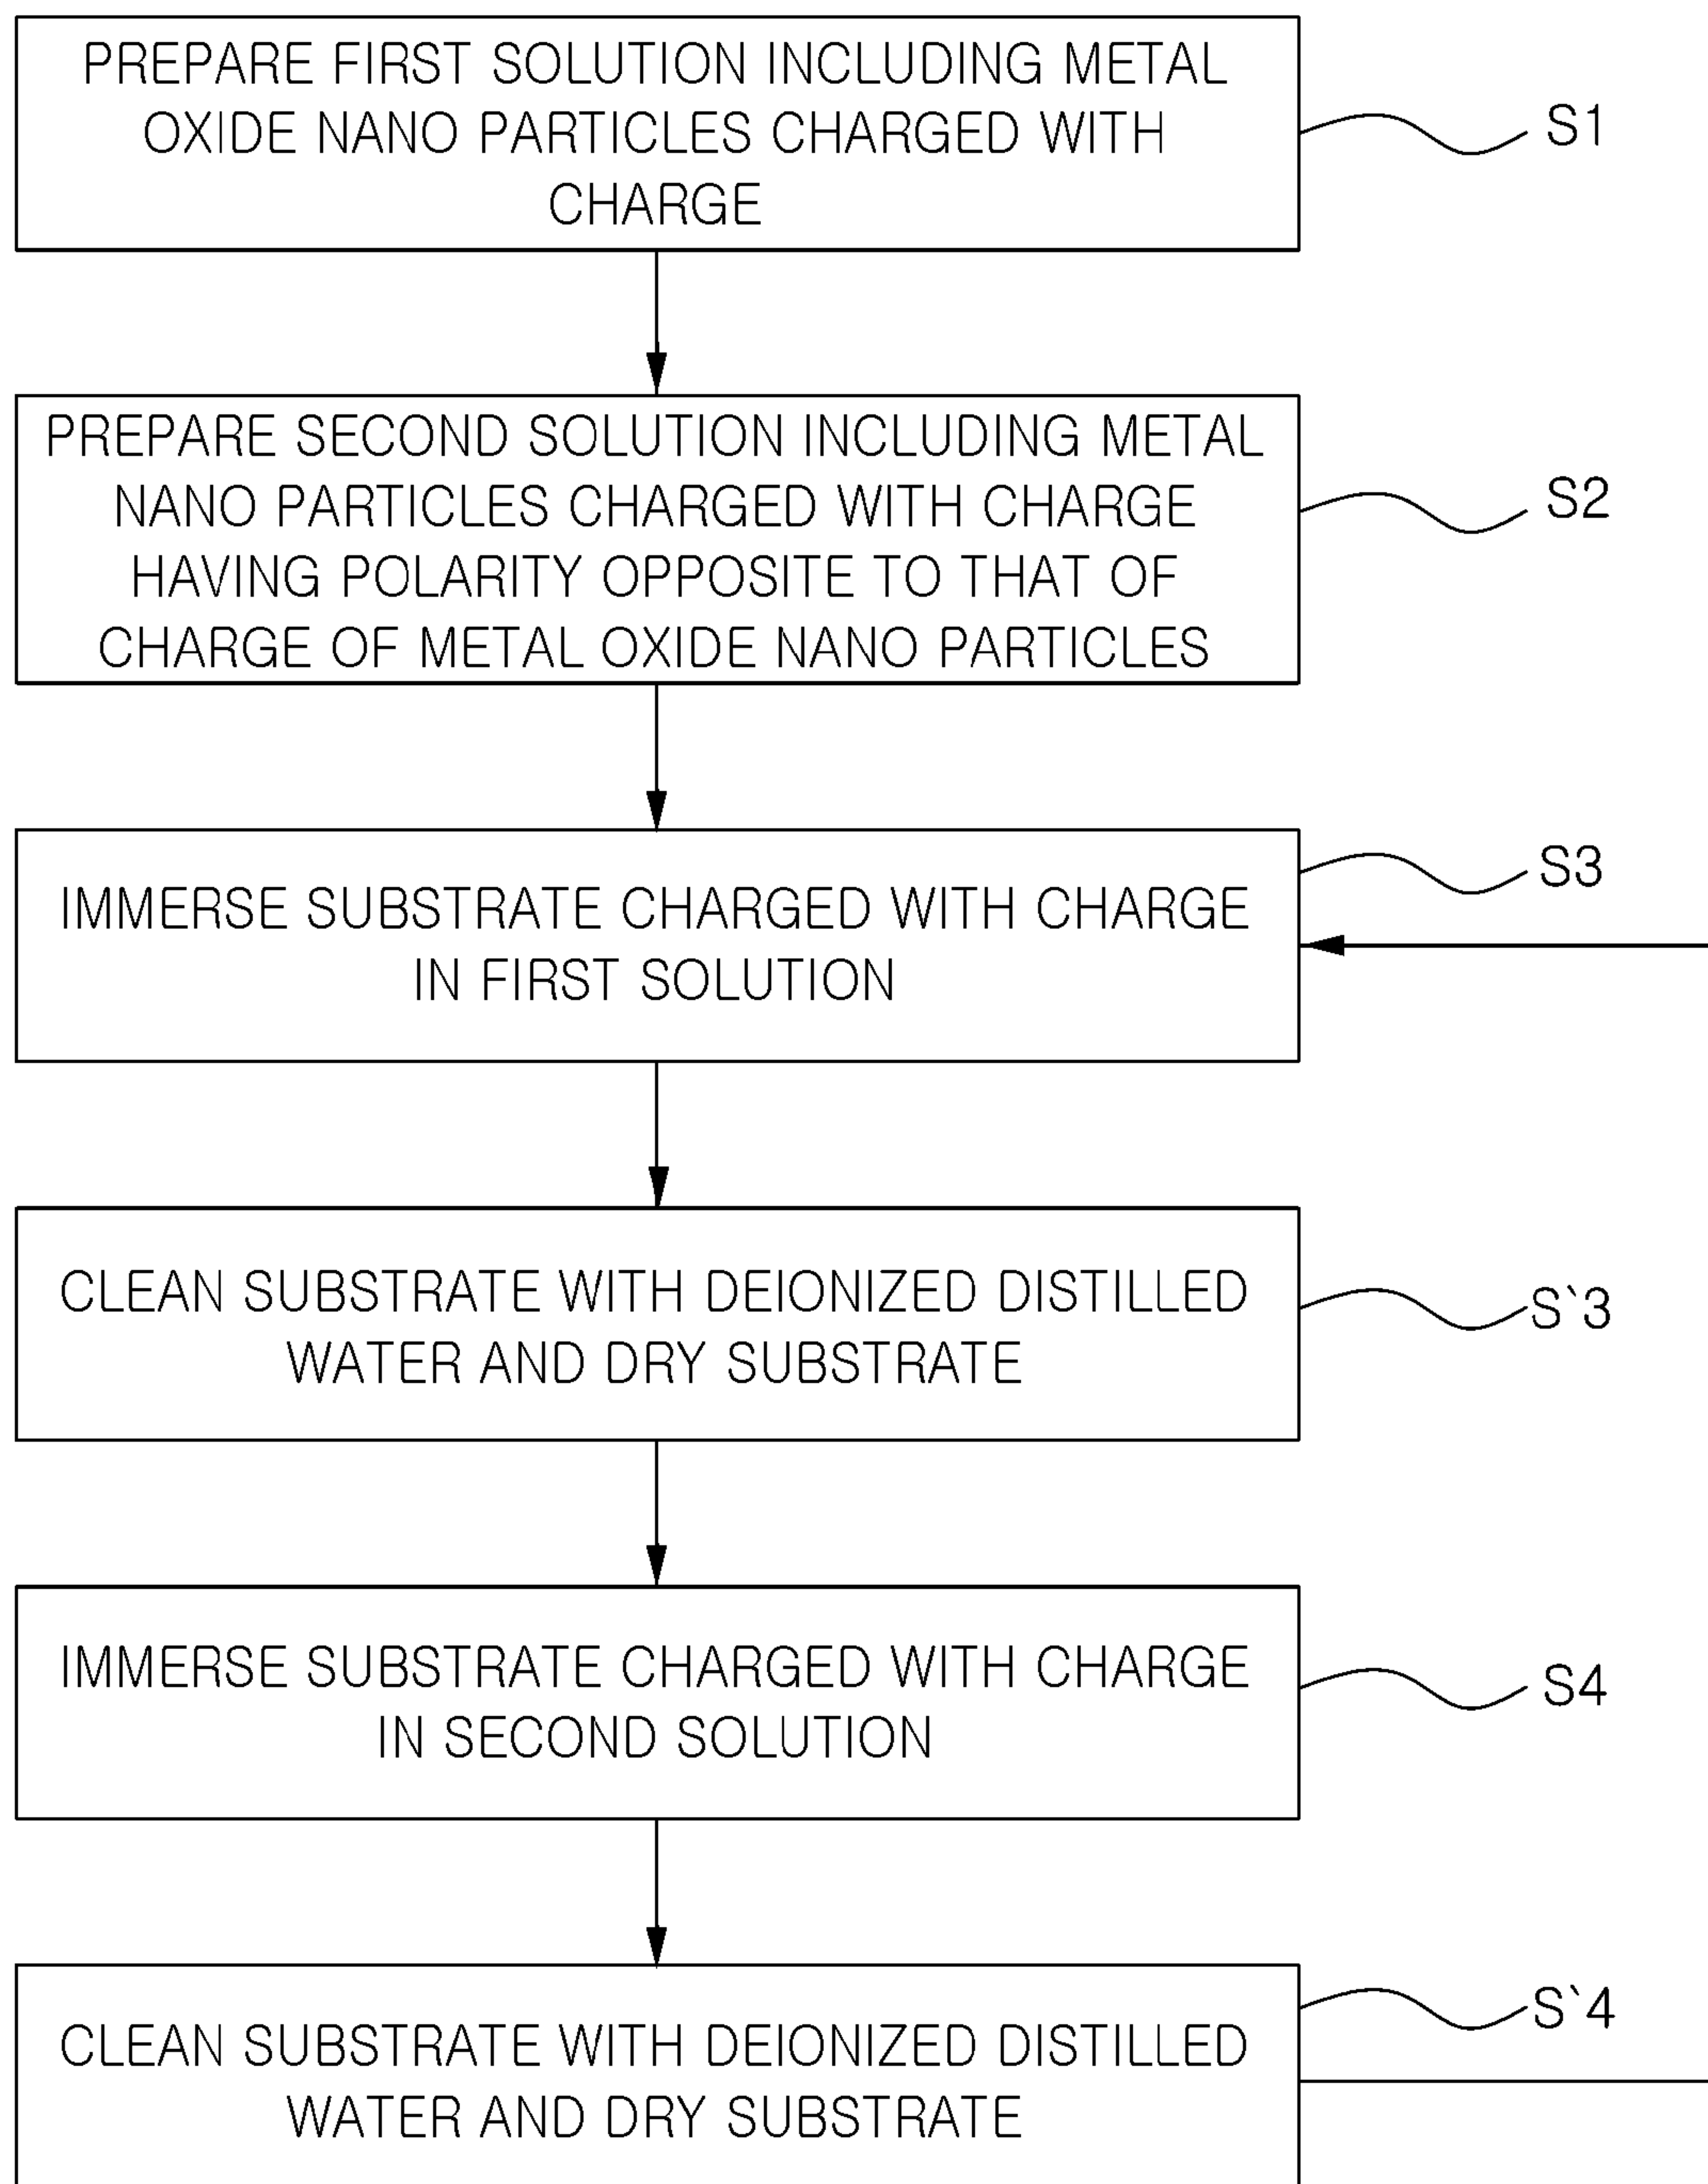 PREPARE FIRST SOLUTION INCLUDING METAL
OXIDE NANO PARTICLES CHARGED WITH
CHARGE
S1
PREPARE SECOND SOLUTION INCLUDING METAL
NANO PARTICLES CHARGED WITH CHARGE
HAVING POLARITY OPPOSITE TO THAT OF
CHARGE OF METAL OXIDE NANO PARTICLES
S2
IMMERSE SUBSTRATE CHARGED WITH CHARGE
IN FIRST SOLUTION
S3
CLEAN SUBSTRATE WITH DEIONIZED DISTILLED
WATER AND DRY SUBSTRATE
S`3
IMMERSE SUBSTRATE CHARGED WITH CHARGE
IN SECOND SOLUTION
S4
CLEAN SUBSTRATE WITH DEIONIZED DISTILLED
WATER AND DRY SUBSTRATE
S`4